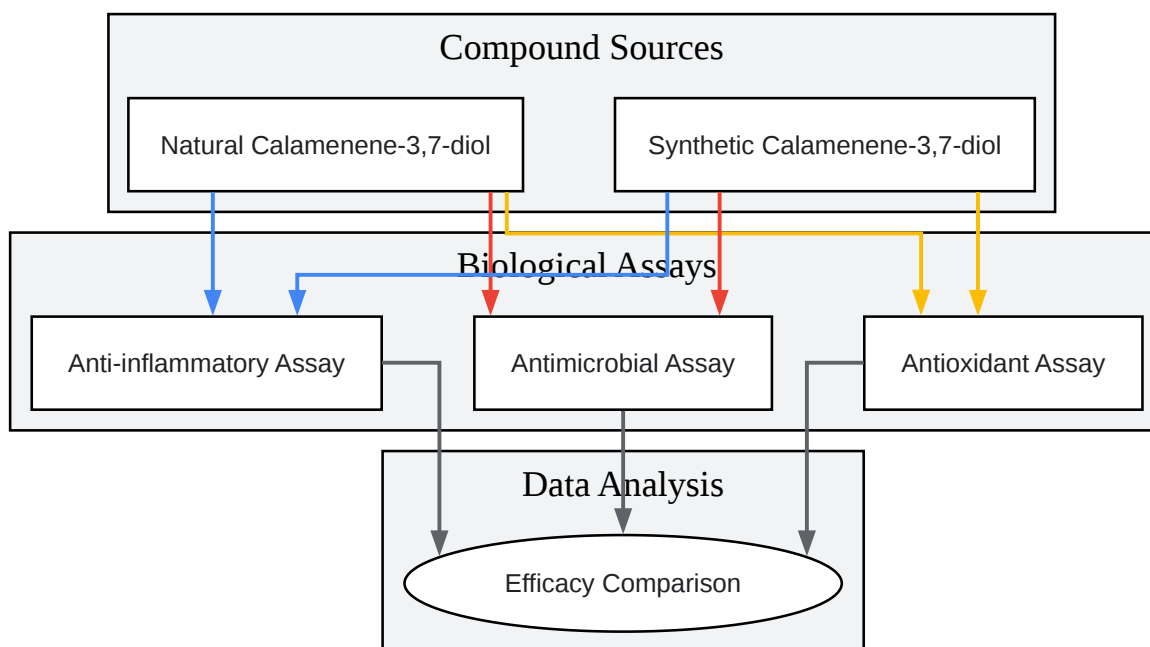 Compound Sources
Natural Calamenene-3,7-diol
Synthetic Calamenene-3,7-diol
Biological Assays
Anti-inflammatory Assay
Antimicrobial Assay
Antioxidant Assay
Data Analysis
Efficacy Comparison